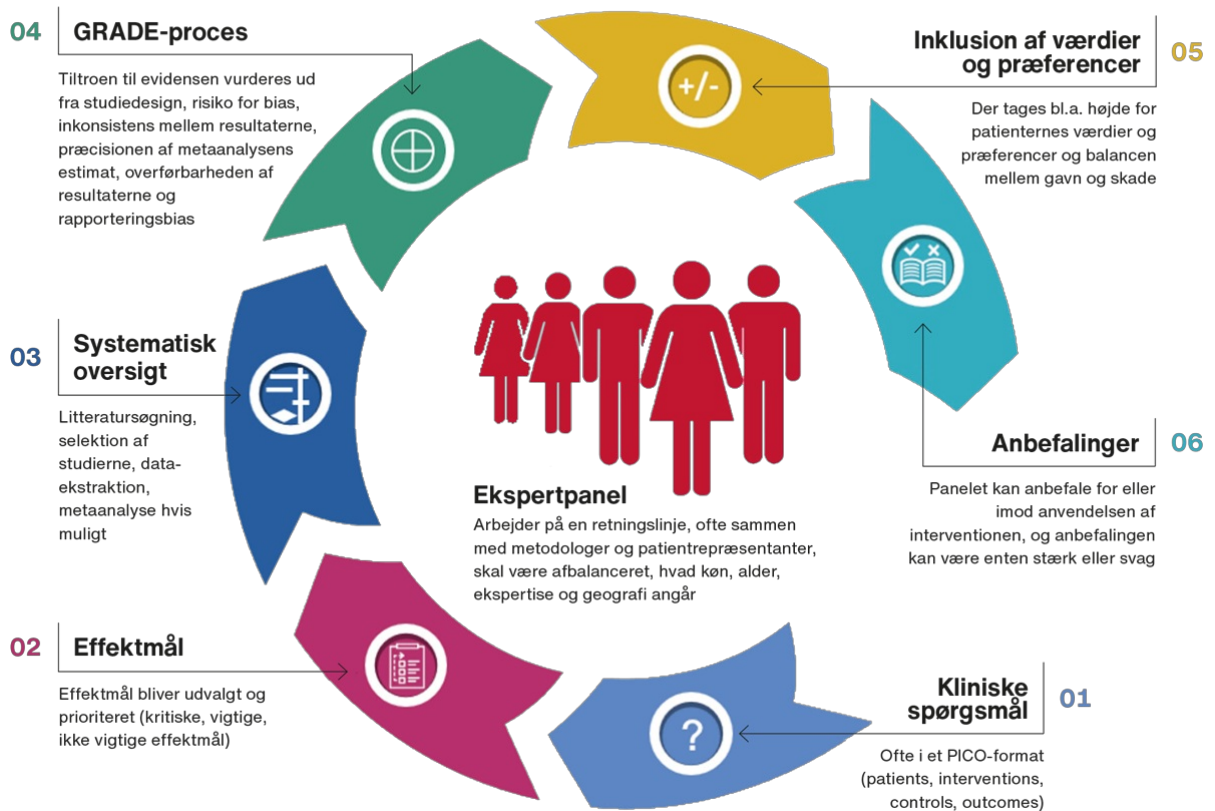 04
GRADE-proces
Tiltroen til evidensen vurderes ud
fra studiedesign, risiko for bias,
inkonsistens mellem resultaterne,
præcisionen af metaanalysens
estimat, overførbarheden af
resultaterne og
rapporteringsbias
+/-
Inklusion af værdier
og præferencer
05
Der tages bl.a. højde for
patienternes værdier og
præferencer og balancen
mellem gavn og skade
03
Systematisk
oversigt
Litteratursøgning,
selektion af
studierne, data-
ekstraktion,
metaanalyse hvis
muligt
Ekspertpanel
Arbejder på en retningslinje, ofte sammen
med metodologer og patientrepræsentanter,
skal være afbalanceret, hvad køn, alder,
ekspertise og geografi angår
Anbefalinger
06
Panelet kan anbefale for eller
imod anvendelsen af
interventionen, og anbefalingen
kan være enten stærk eller svag
02
Effektmål
Effektmål bliver udvalgt og
prioriteret (kritiske, vigtige,
ikke vigtige effektmål)
?
Kliniske
spørgsmål
01
Ofte i et PICO-format
(patients, interventions,
controls, outcomes)